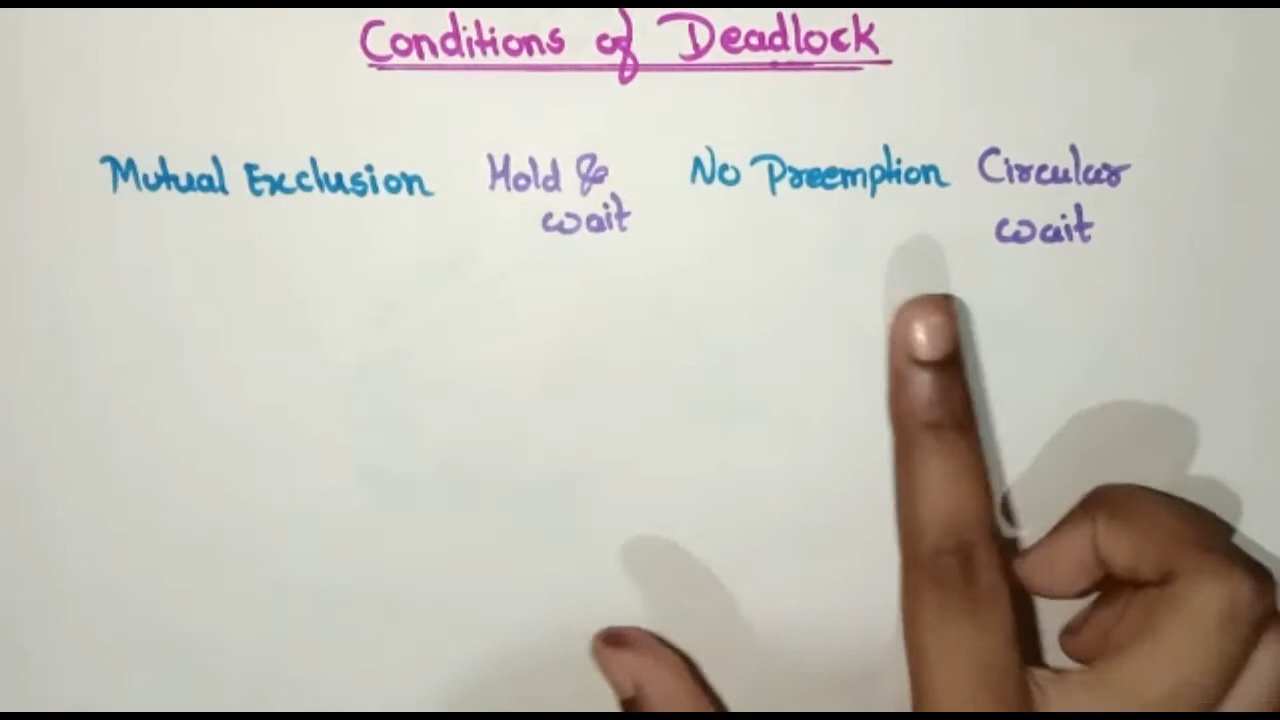 Conditions of Deadlock
Mutual Exclusion Hold & No Preemption Circular
wait wait